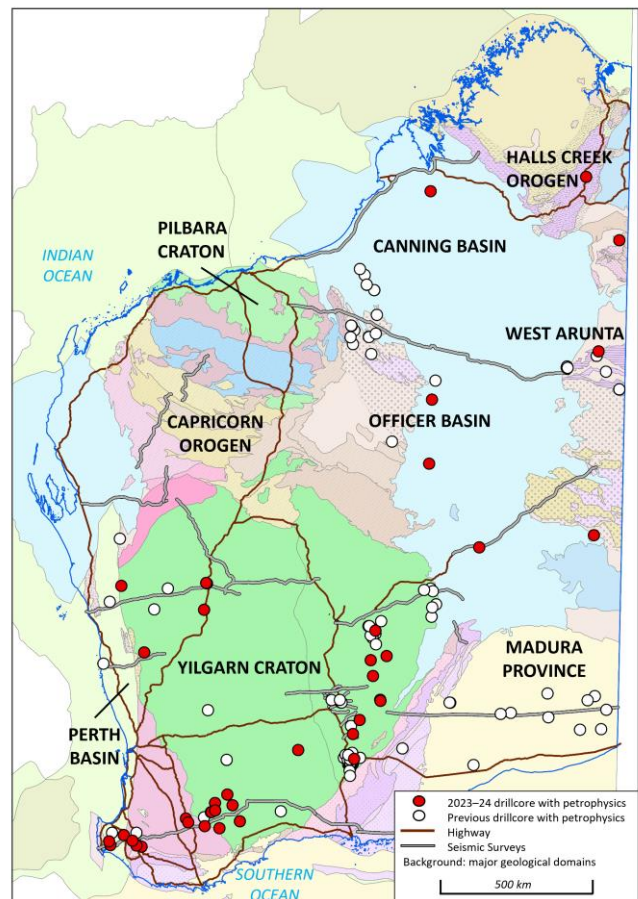 HALLS CREEK
OROGEN
PILBARA
CRATON
CANNING BASIN
INDIAN
OCEAN
WEST ARUNTA
CAPRICORN
OROGEN
OFFICER BASIN
MADURA
PROVINCE
YILGARN CRATON
PERTH
BASIN
2023–24 drillcore with petrophysics
Previous drillcore with petrophysics
Highway
Seismic Surveys
Background: major geological domains
500 km
SOUTHERN
OCEAN